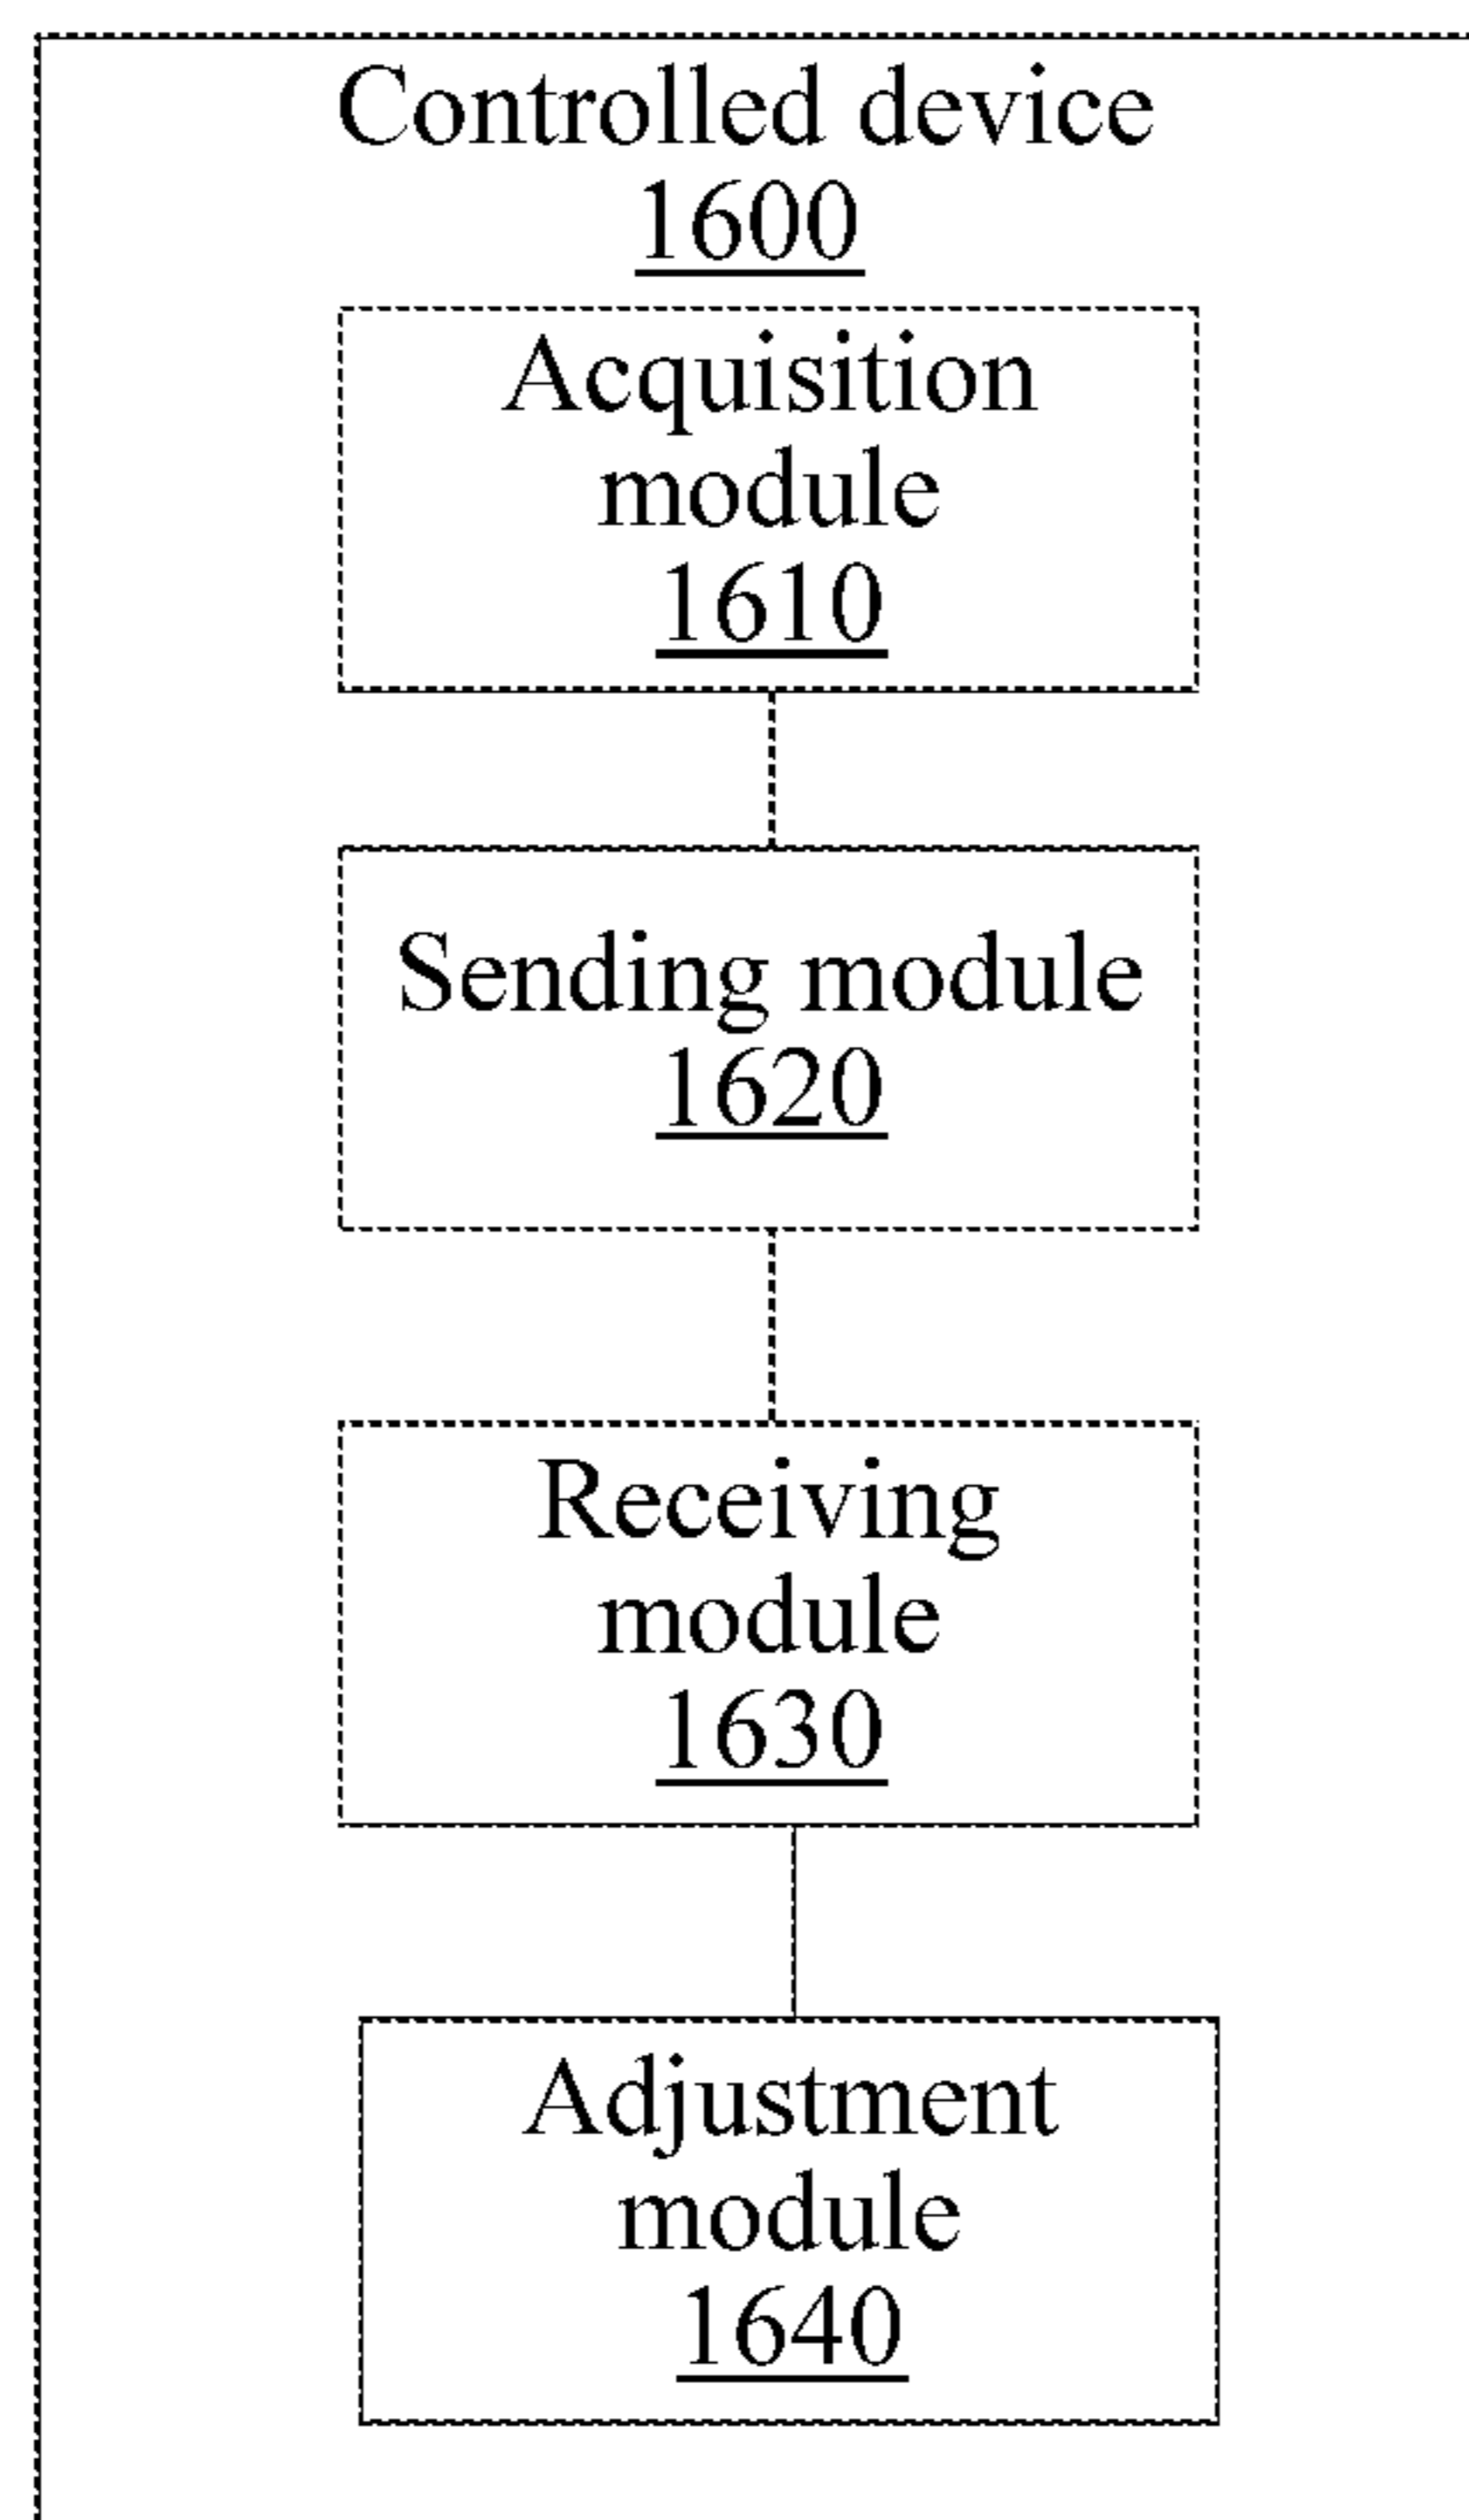 Controlled device
1600
Acquisition
module
1610
Sending module
1620
Receiving
module
1630
Adjustment
module
1640